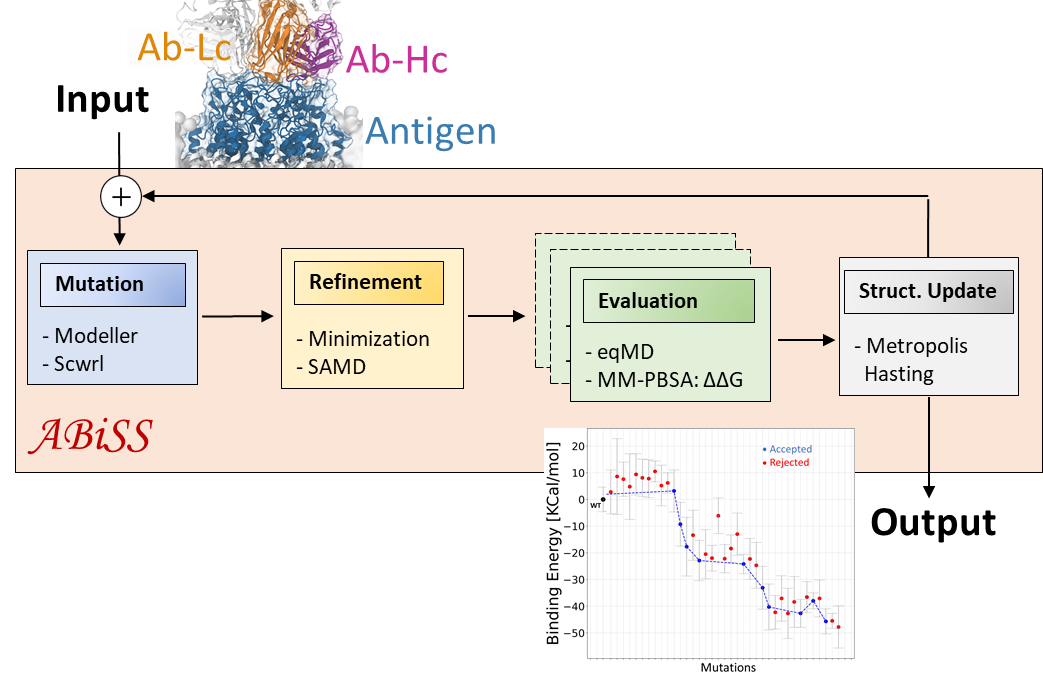 Ab-Lc
Ab-Hc
Input
Antigen
+
Mutation
- Modeller
- Scwrl
Refinement
- Minimization
- SAMD
Evaluation
- eqMD
- MM-PBSA: ΔΔG
Struct. Update
- Metropolis
Hasting
ABiSS
Output
Binding Energy [KCal/mol]
20
10
0
−10
−20
−30
−40
−50
WT
Accepted
Rejected
Mutations